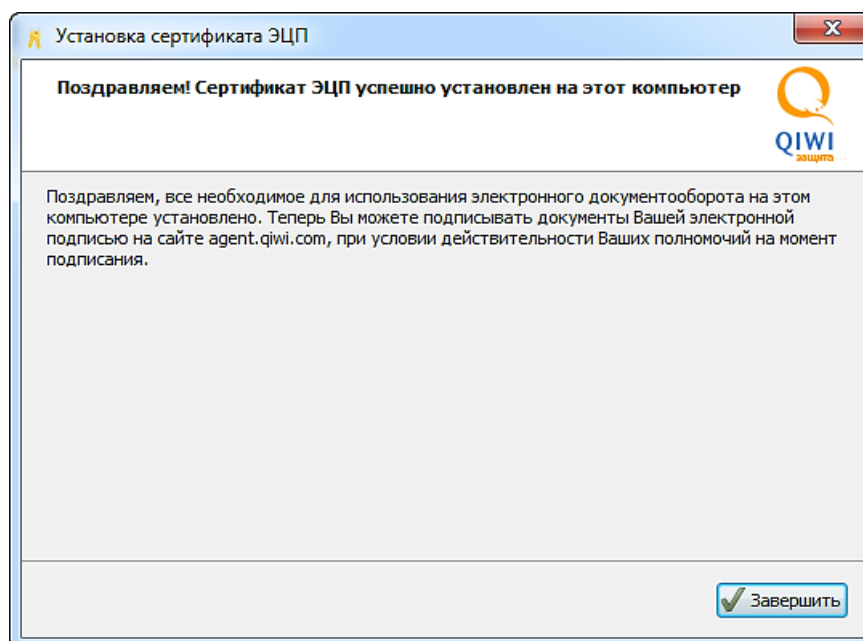 Установка сертификата ЭЦП
Поздравляем! Сертификат ЭЦП успешно установлен на этот компьютер
QIWI
защита
Поздравляем, все необходимое для использования электронного документооборота на этом
компьютере установлено. Теперь Вы можете подписывать документы Вашей электронной
подписью на сайте agent.qiwi.com, при условии действительности Ваших полномочий на момент
подписания.
Завершить